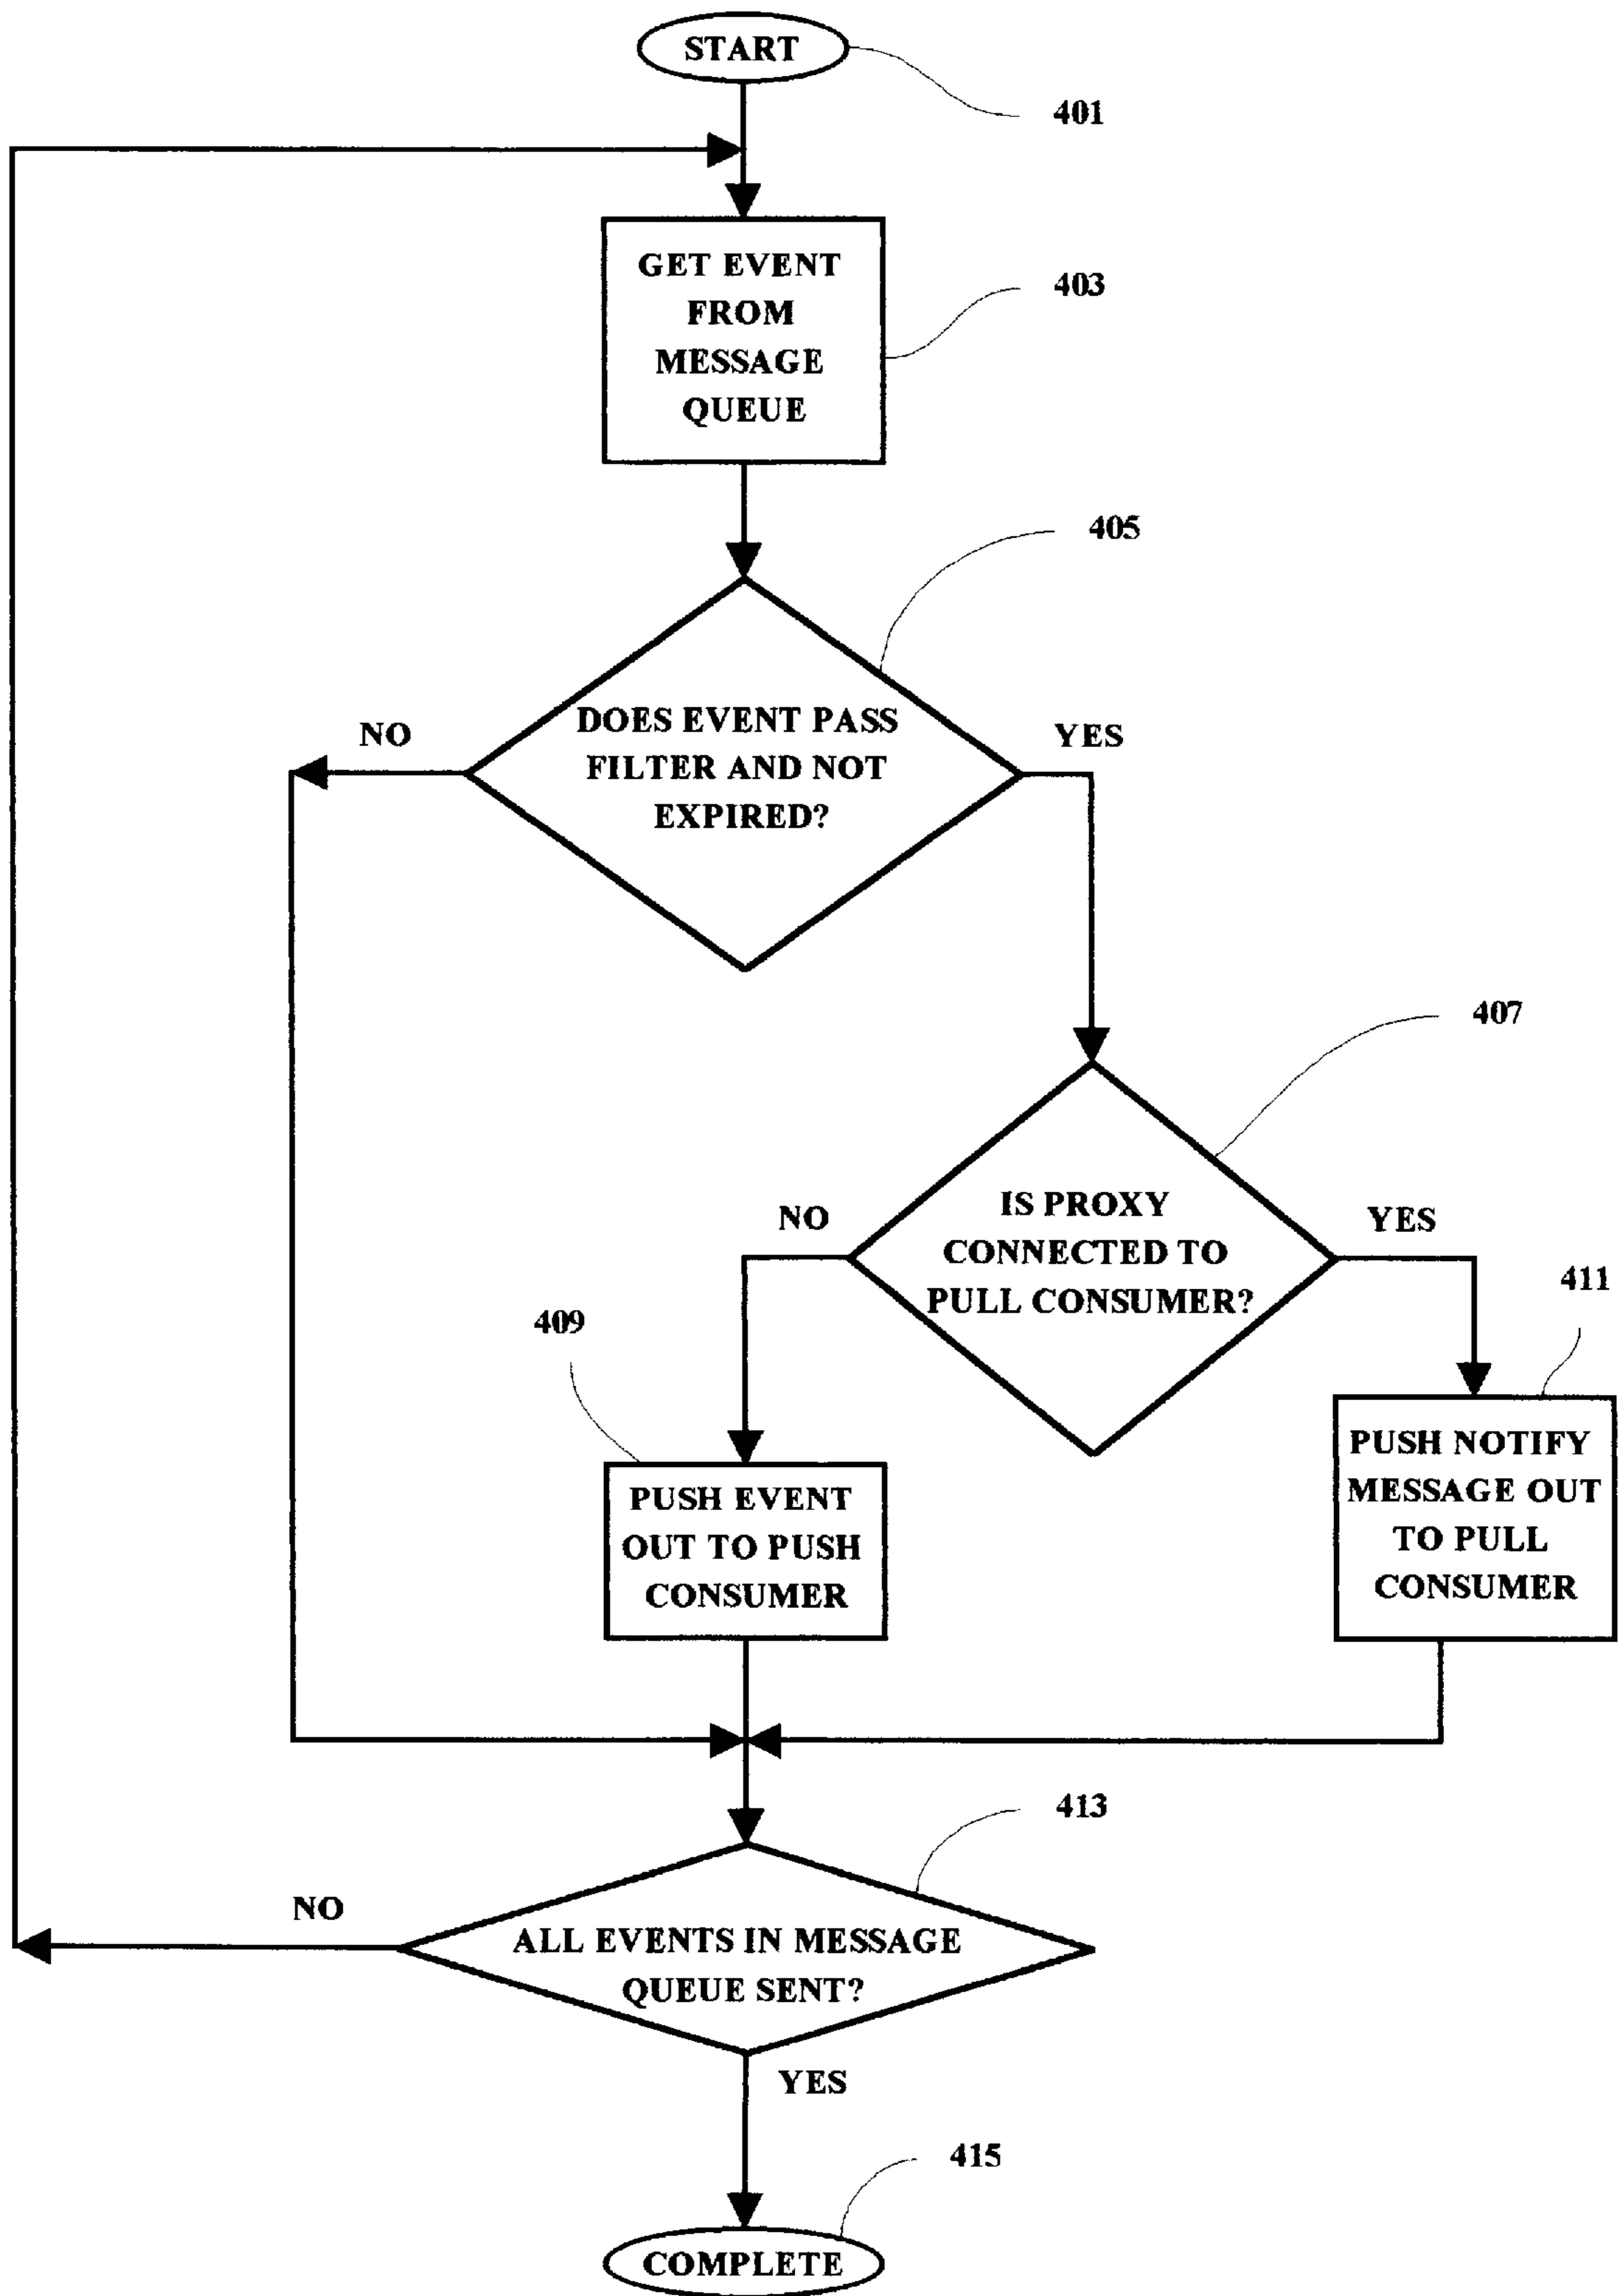 START
401
GET EVENT
FROM
MESSAGE
QUEUE
403
405
DOES EVENT PASS
FILTER AND NOT
EXPIRED?
NO
YES
407
IS PROXY
CONNECTED TO
PULL CONSUMER?
NO
YES
409
411
PUSH EVENT
OUT TO PUSH
CONSUMER
PUSH NOTIFY
MESSAGE OUT
TO PULL
CONSUMER
413
NO
ALL EVENTS IN MESSAGE
QUEUE SENT?
YES
415
COMPLETE